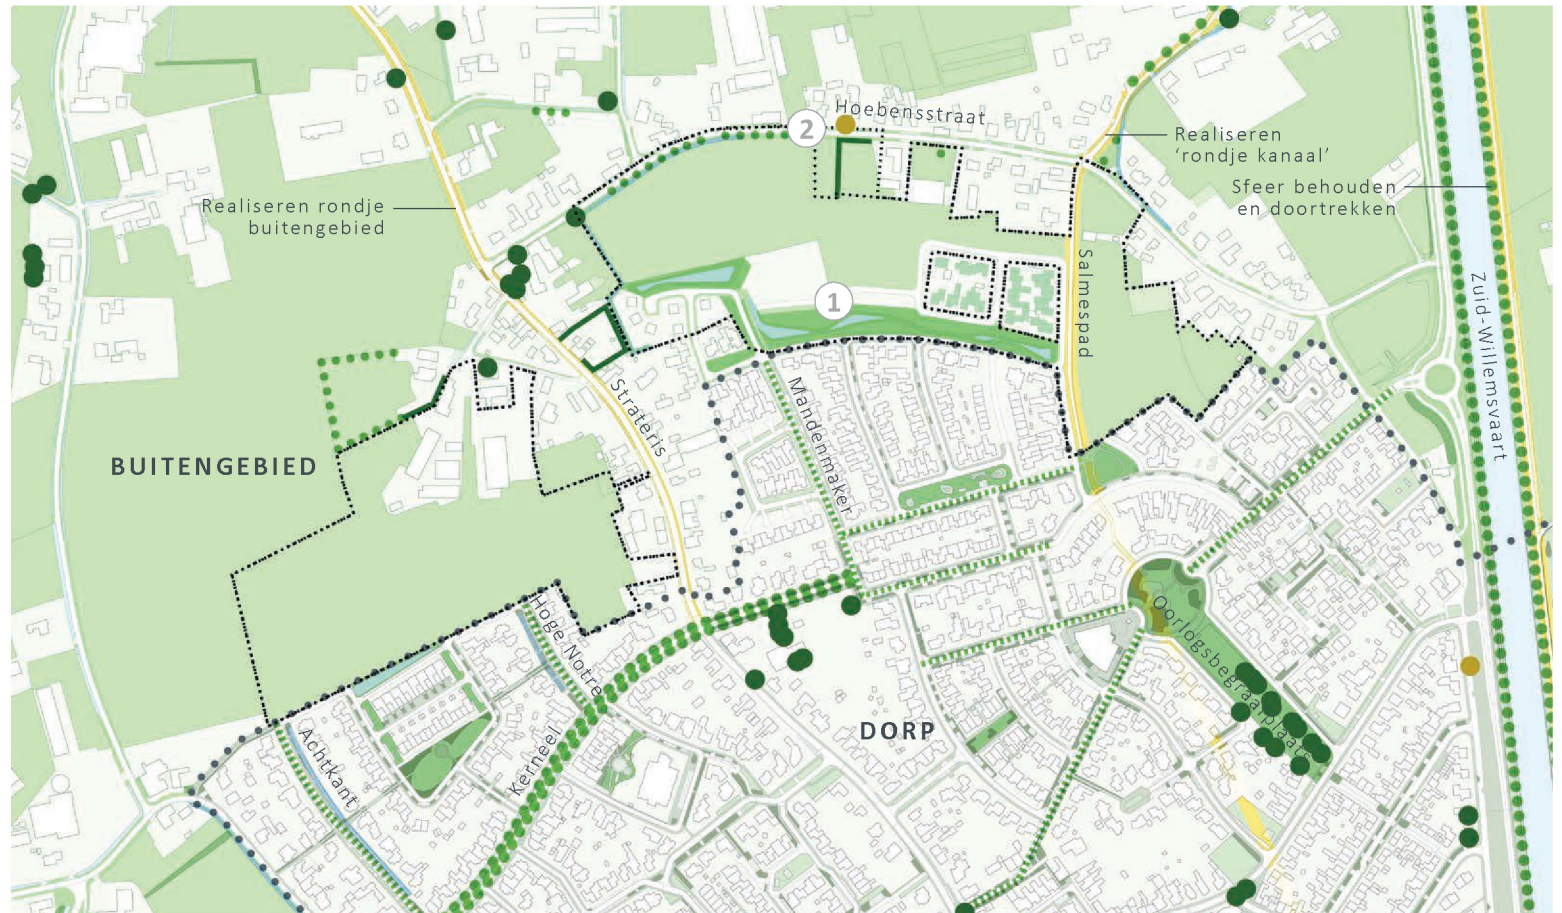 Hoebensstraat
2
Realiseren
‘rondje kanaal’
Sfeer behouden
en doortrekken
Realiseren rondje
buitengebied
Zuid-Willemsvaart
Salmespad
1
Strateris
Mandenmaker
BUITENGEBIED
Hoge Notre
Oorlogsbegraafplaats
DORP
Achtkant
Kerneel